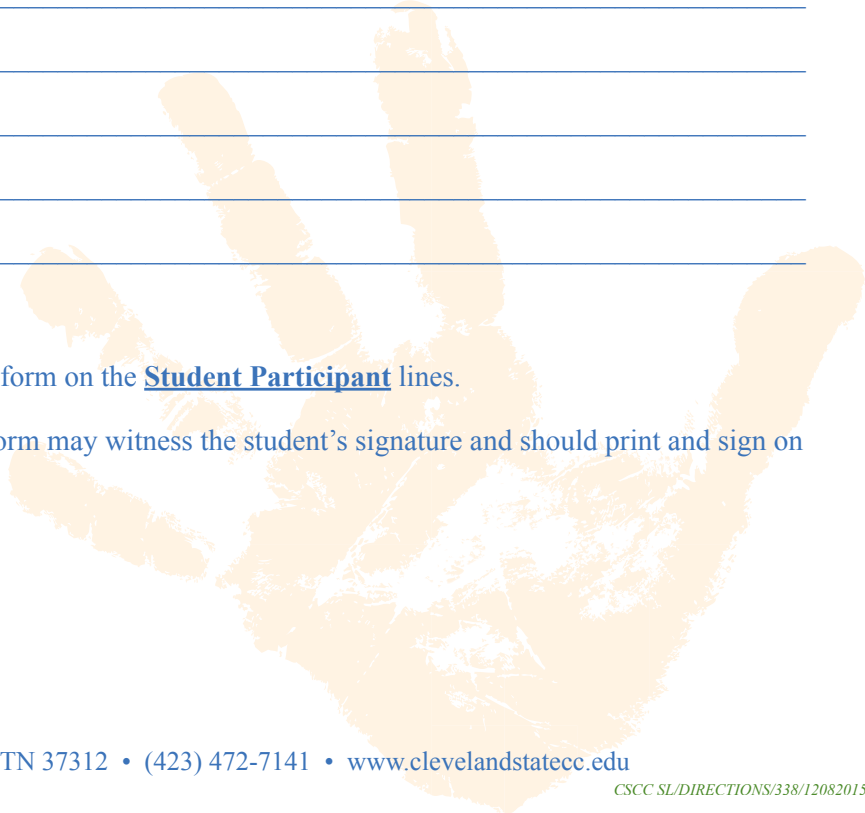 form on the Student Participant lines.
orm may witness the student’s signature and should print and sign on
TN 37312 • (423) 472-7141 • www.clevelandstatecc.edu
CSCC SL/DIRECTIONS/338/12082015